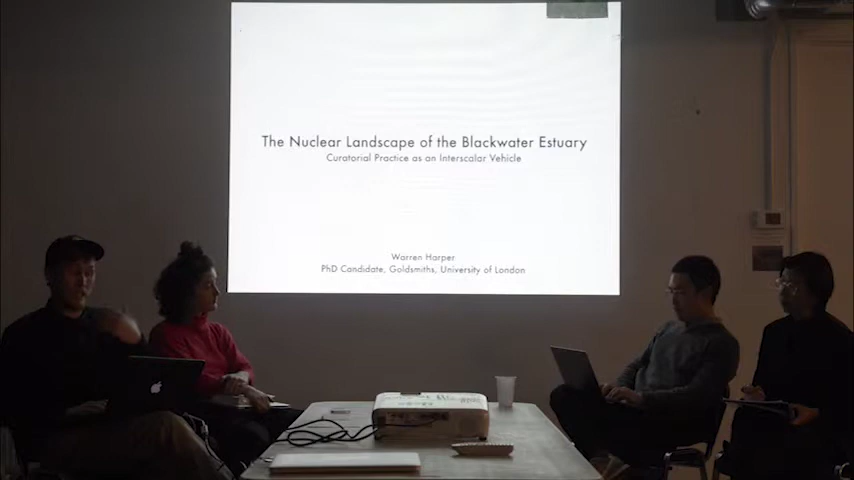 The Nuclear Landscape of the Blackwater Estuary
Curatorial Practice as an Interscalar Vehicle
Warren Harper
PhD Candidate, Goldsmiths, University of London